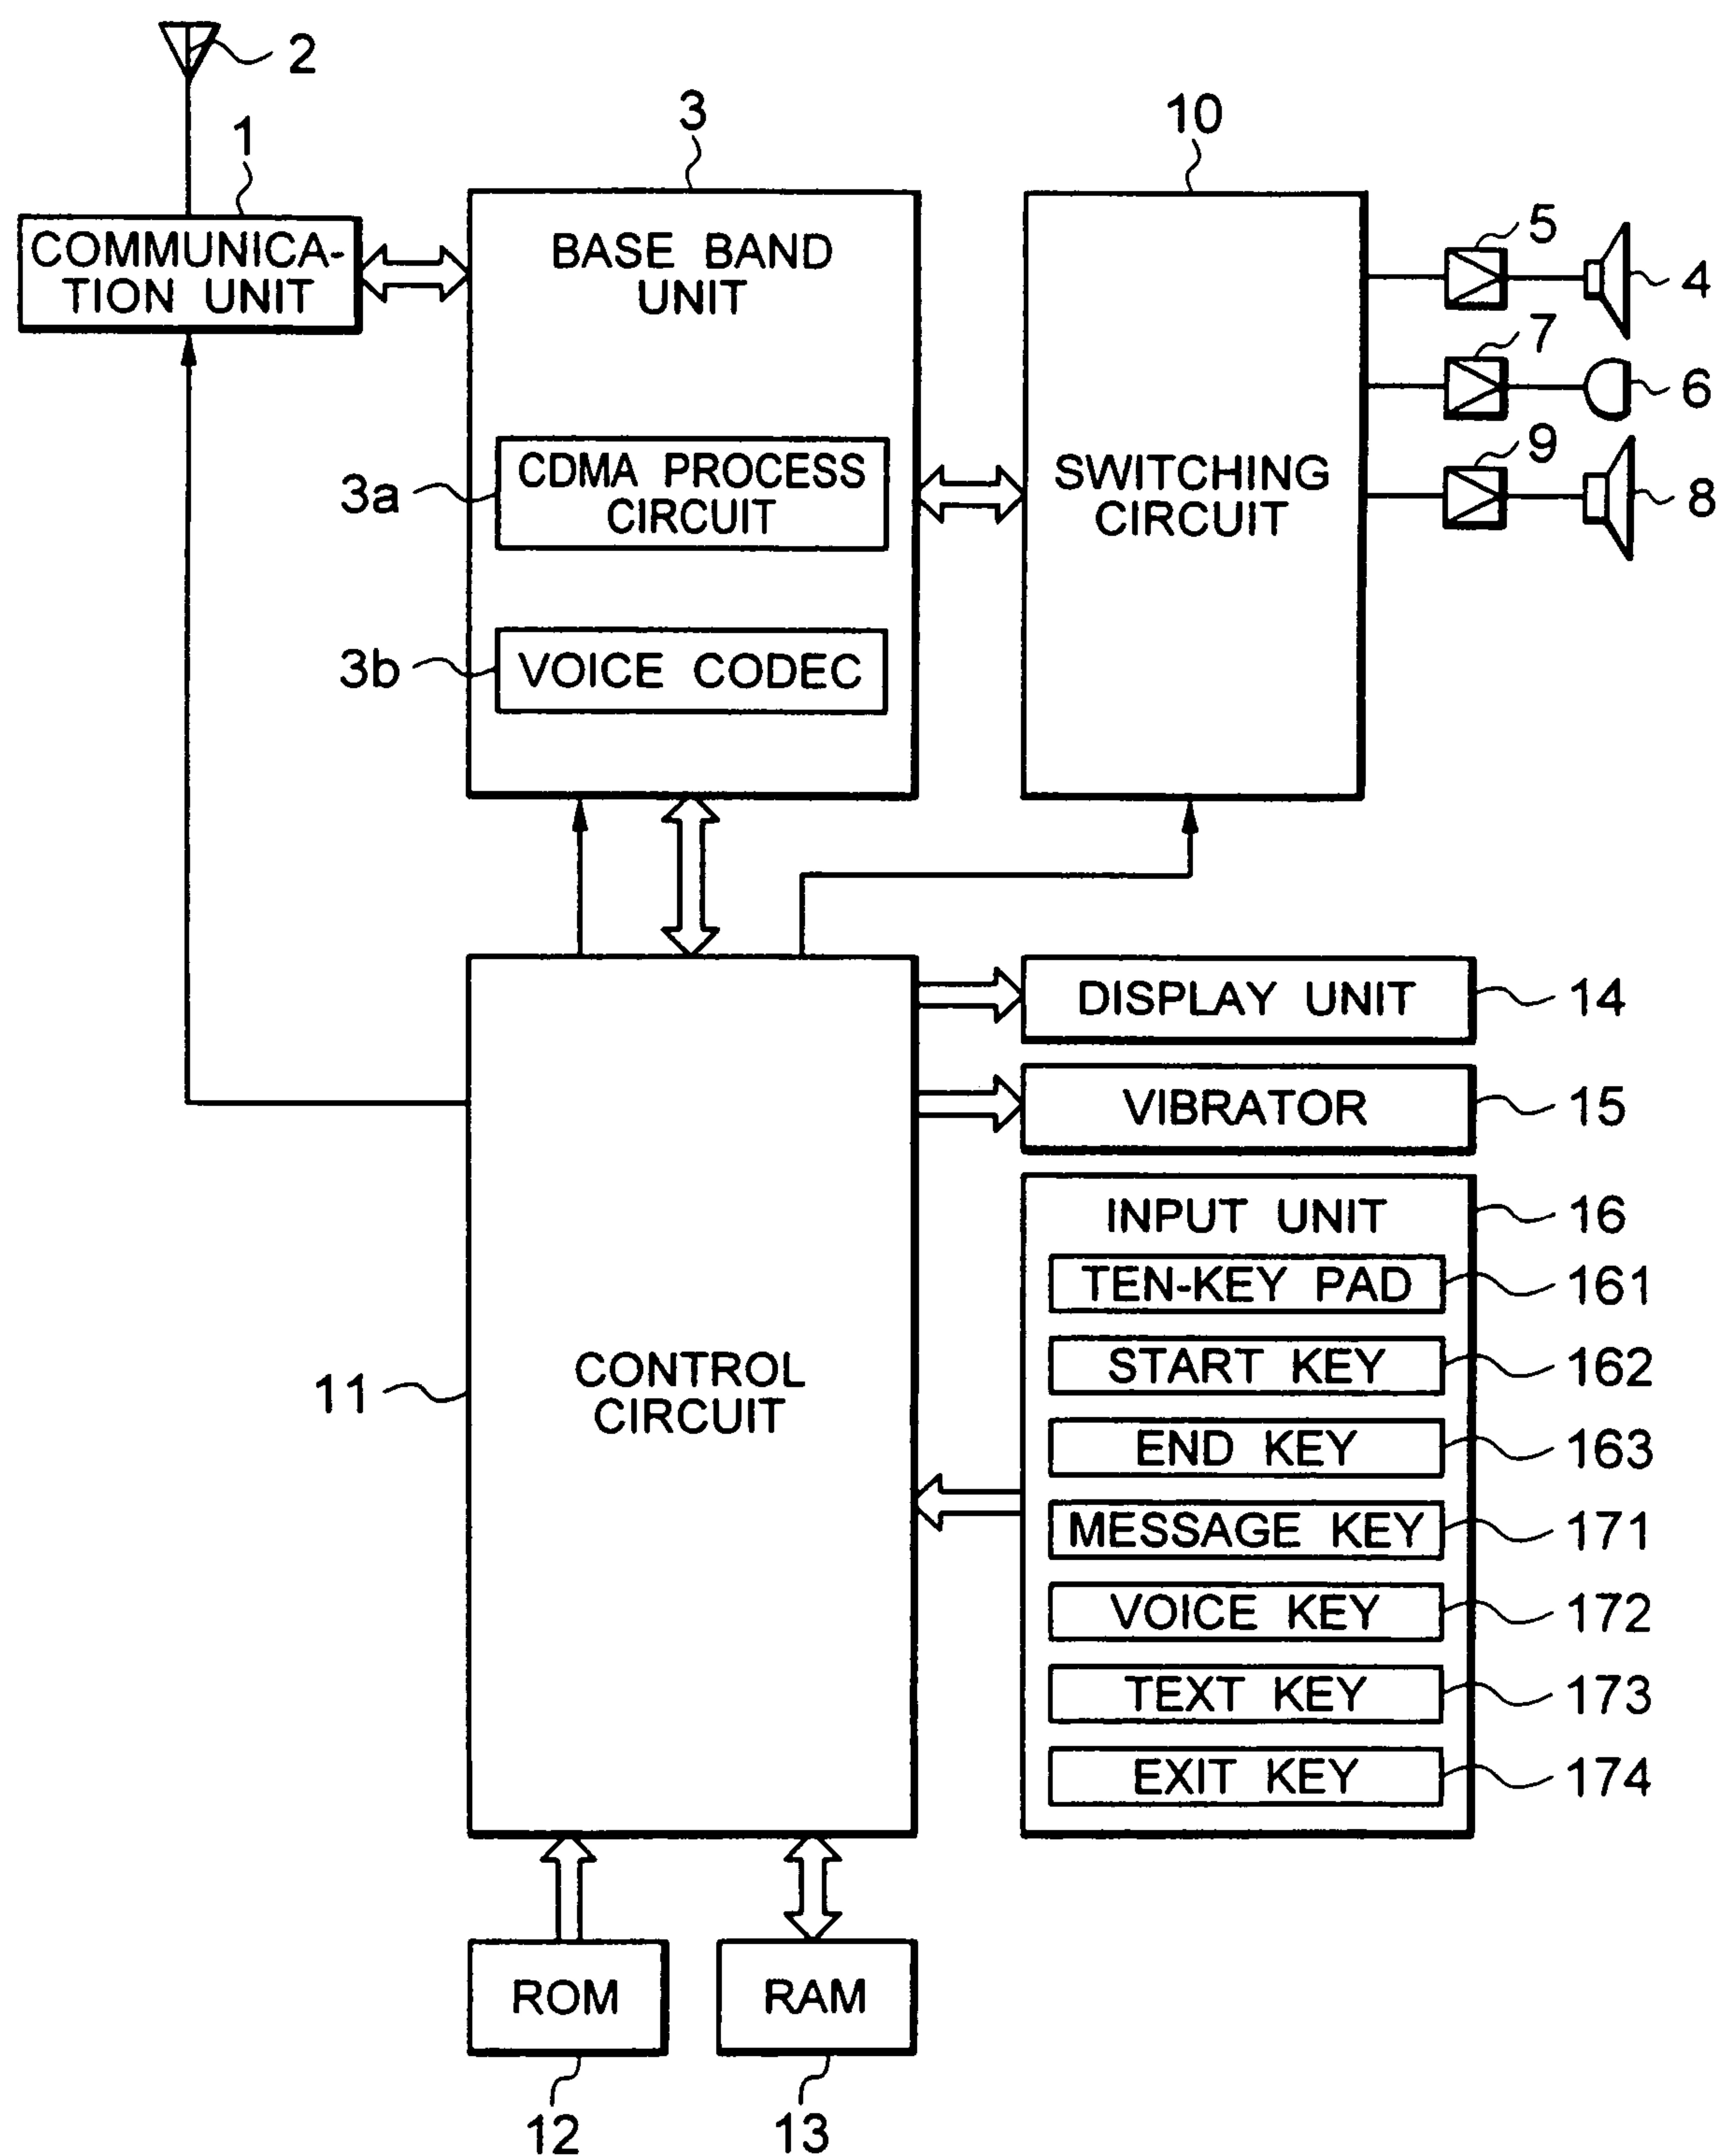 2
1
3
10
COMMUNICA-
TION UNIT
BASE BAND
UNIT
5
4
7
6
3a
CDMA PROCESS
CIRCUIT
SWITCHING
CIRCUIT
9
8
3b
VOICE CODEC
DISPLAY UNIT
14
VIBRATOR
15
INPUT UNIT
16
TEN-KEY PAD
161
11
CONTROL
CIRCUIT
START KEY
162
END KEY
163
MESSAGE KEY
171
VOICE KEY
172
TEXT KEY
173
EXIT KEY
174
ROM
RAM
12
13